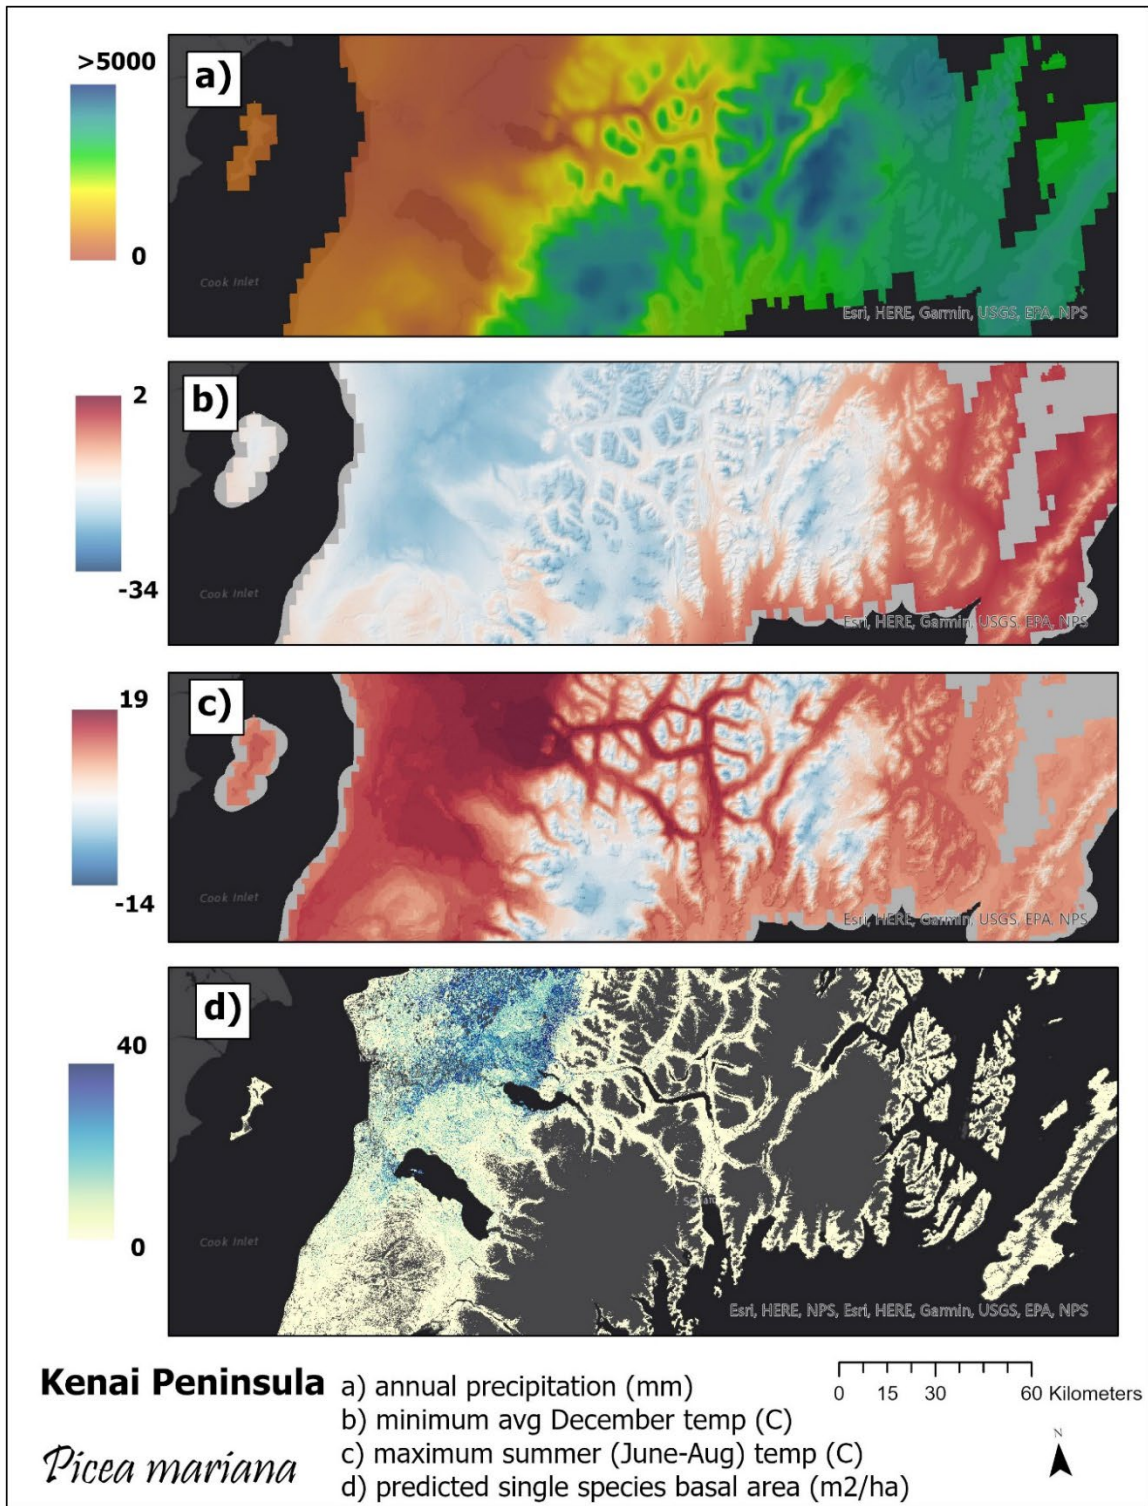 >5000
a)
0
Cook Inlet
Esri, HERE, Garmin, USGS, EPA, NPS
2
b)
-34
Cook Inlet
Esri, HERE, Garmin, USGS, EPA, NPS
19
c)
-14
Cook Inlet
Esri, HERE, Garmin, USGS, EPA, NPS
d)
40
0
Cook Inlet
Esri, HERE, NPS, Esri, HERE, Garmin, USGS, EPA, NPS
Kenai Peninsula
a) annual precipitation (mm)
b) minimum avg December temp (C)
c) maximum summer (June-Aug) temp (C)
d) predicted single species basal area (m2/ha)
Picea mariana
0 15 30 60 Kilometers
N